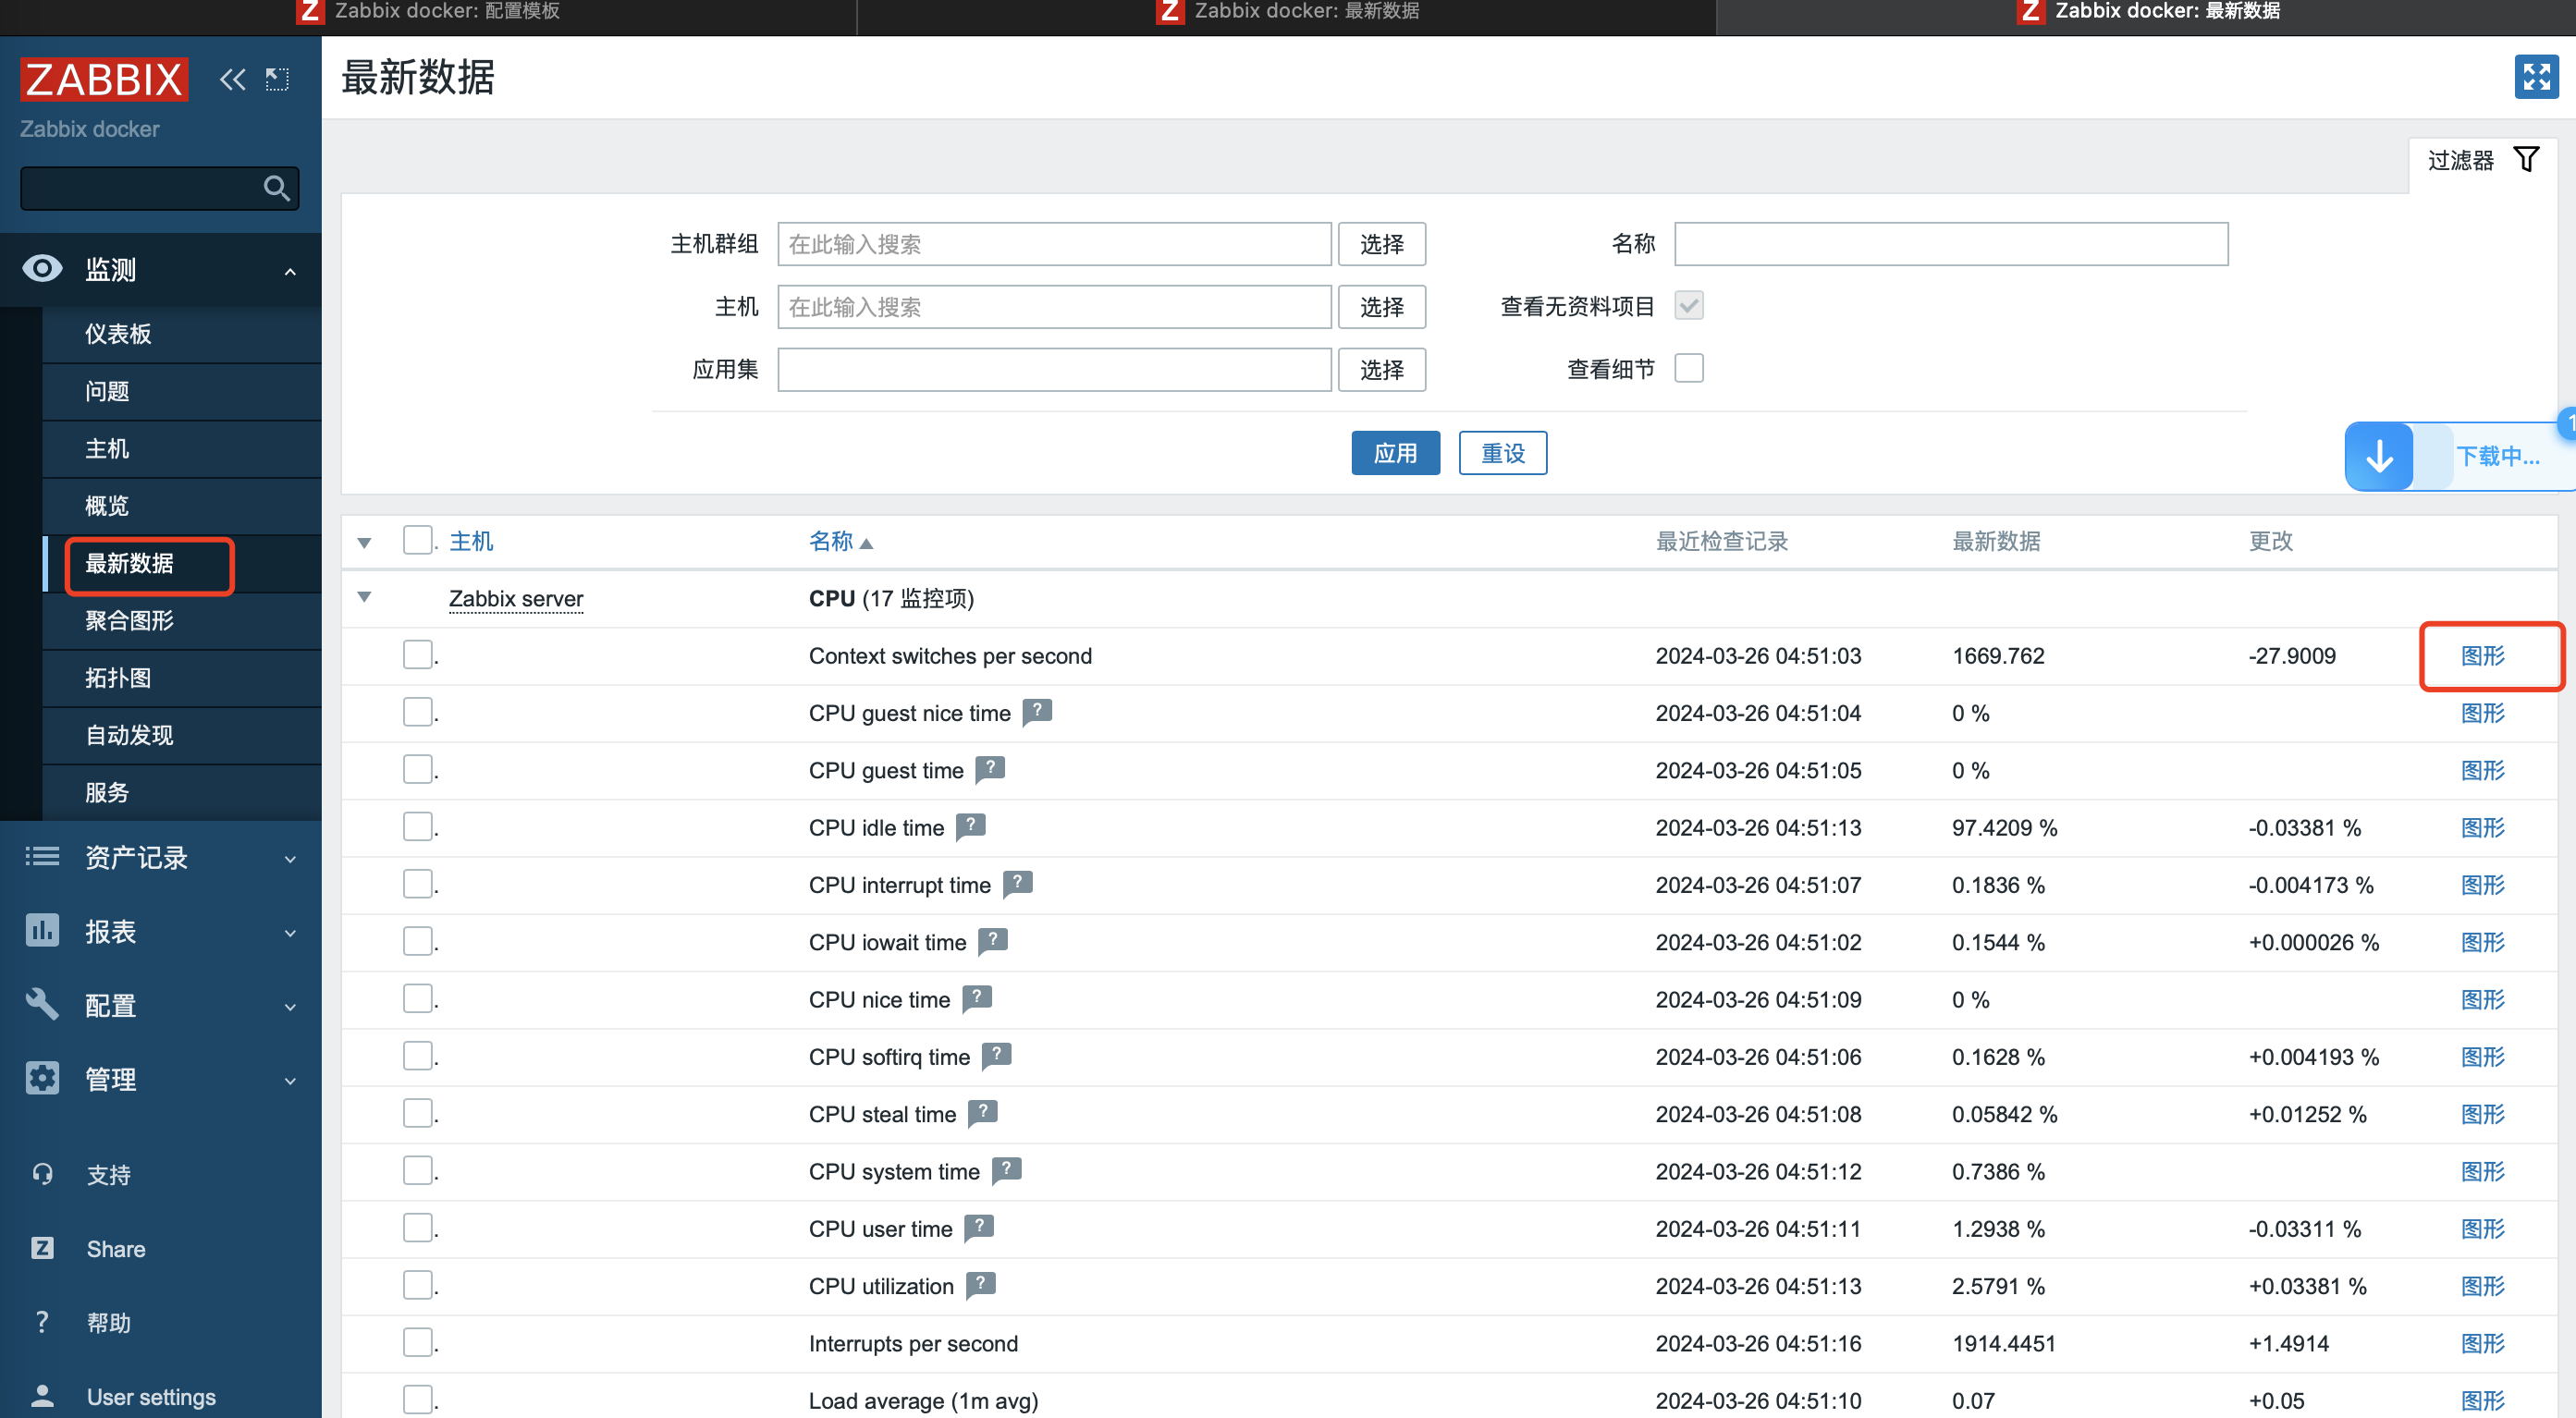 Zabbix docker: 配置模板
Zabbix docker: 最新数据
Zabbix docker: 最新数据
ZABBIX
Zabbix docker
监测
仪表板
问题
主机
概览
最新数据
聚合图形
拓扑图
自动发现
服务
资产记录
报表
配置
管理
支持
Share
帮助
User settings
最新数据
过滤器
主机群组 在此输入搜索 选择 名称
主机 在此输入搜索 选择 查看无资料项目
应用集 选择 查看细节
应用 重设
下载中...
1
主机 名称 最近检查记录 最新数据 更改
Zabbix server CPU (17 监控项)
Context switches per second 2024-03-26 04:51:03 1669.762 -27.9009 图形
CPU guest nice time ? 2024-03-26 04:51:04 0 % 图形
CPU guest time ? 2024-03-26 04:51:05 0 % 图形
CPU idle time ? 2024-03-26 04:51:13 97.4209 % -0.03381 % 图形
CPU interrupt time ? 2024-03-26 04:51:07 0.1836 % -0.004173 % 图形
CPU iowait time ? 2024-03-26 04:51:02 0.1544 % +0.000026 % 图形
CPU nice time ? 2024-03-26 04:51:09 0 % 图形
CPU softirq time ? 2024-03-26 04:51:06 0.1628 % +0.004193 % 图形
CPU steal time ? 2024-03-26 04:51:08 0.05842 % +0.01252 % 图形
CPU system time ? 2024-03-26 04:51:12 0.7386 % 图形
CPU user time ? 2024-03-26 04:51:11 1.2938 % -0.03311 % 图形
CPU utilization ? 2024-03-26 04:51:13 2.5791 % +0.03381 % 图形
Interrupts per second 2024-03-26 04:51:16 1914.4451 +1.4914 图形
Load average (1m avg) 2024-03-26 04:51:10 0.07 +0.05 图形